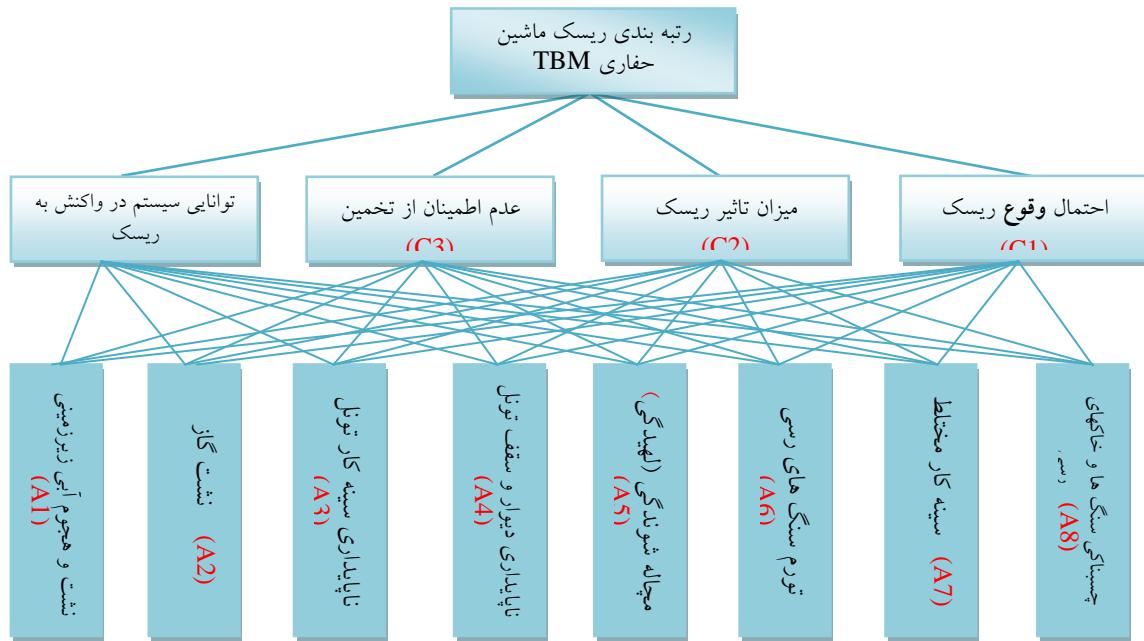 رتبه بندی ریسک ماشین
حفاری TBM
احتمال وقوع ریسک
(C1)
میزان تاثیر ریسک
(C2)
عدم اطمینان از تخمین
(C3)
توانایی سیستم در واکنش به
ریسک
چسبناکی سنگ ها و خاکهای
رسی (A8)
سینه کار مختلط (A7)
تورم سنگ های رسی
(A6)
مچاله شوندگی (لهیدگی)
(A5)
ناپایداری دیوار و سقف تونل
(A4)
ناپایداری سینه کار تونل
(A3)
نشت گاز (A2)
نشت و هجوم آبی زیرزمینی
(A1)